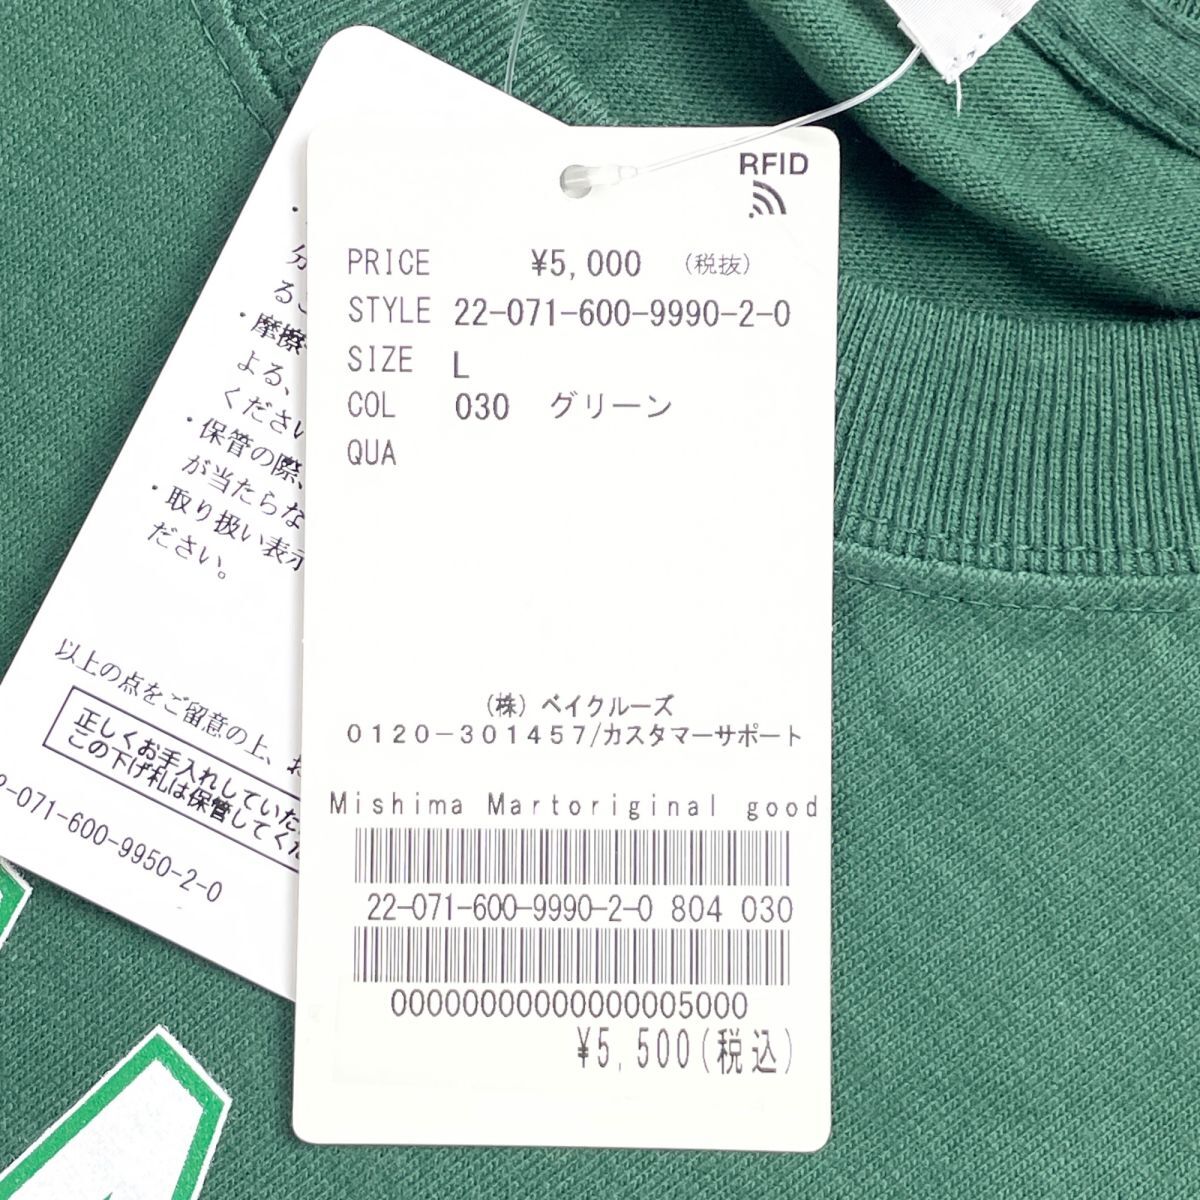 RFID
PRICE ¥5,000 (税抜)
STYLE 22-071-600-9990-2-0
SIZE L
COL 030 グリーン
QUA
(株) ベイクルーズ
0120-301457/カスタマーサポート
Mishima Martoriginal good
22-071-600-9990-2-0 804 030
00000000000000005000
¥5,500(税込)
分
るこ
・摩擦
よる、
くださ
・保管の際、
が当たらな
・取り扱い表示
ださい。
以上の点をご留意の上、お
正しくお手入れしていた
この下げ札は保管してく
-071-600-9950-2-0